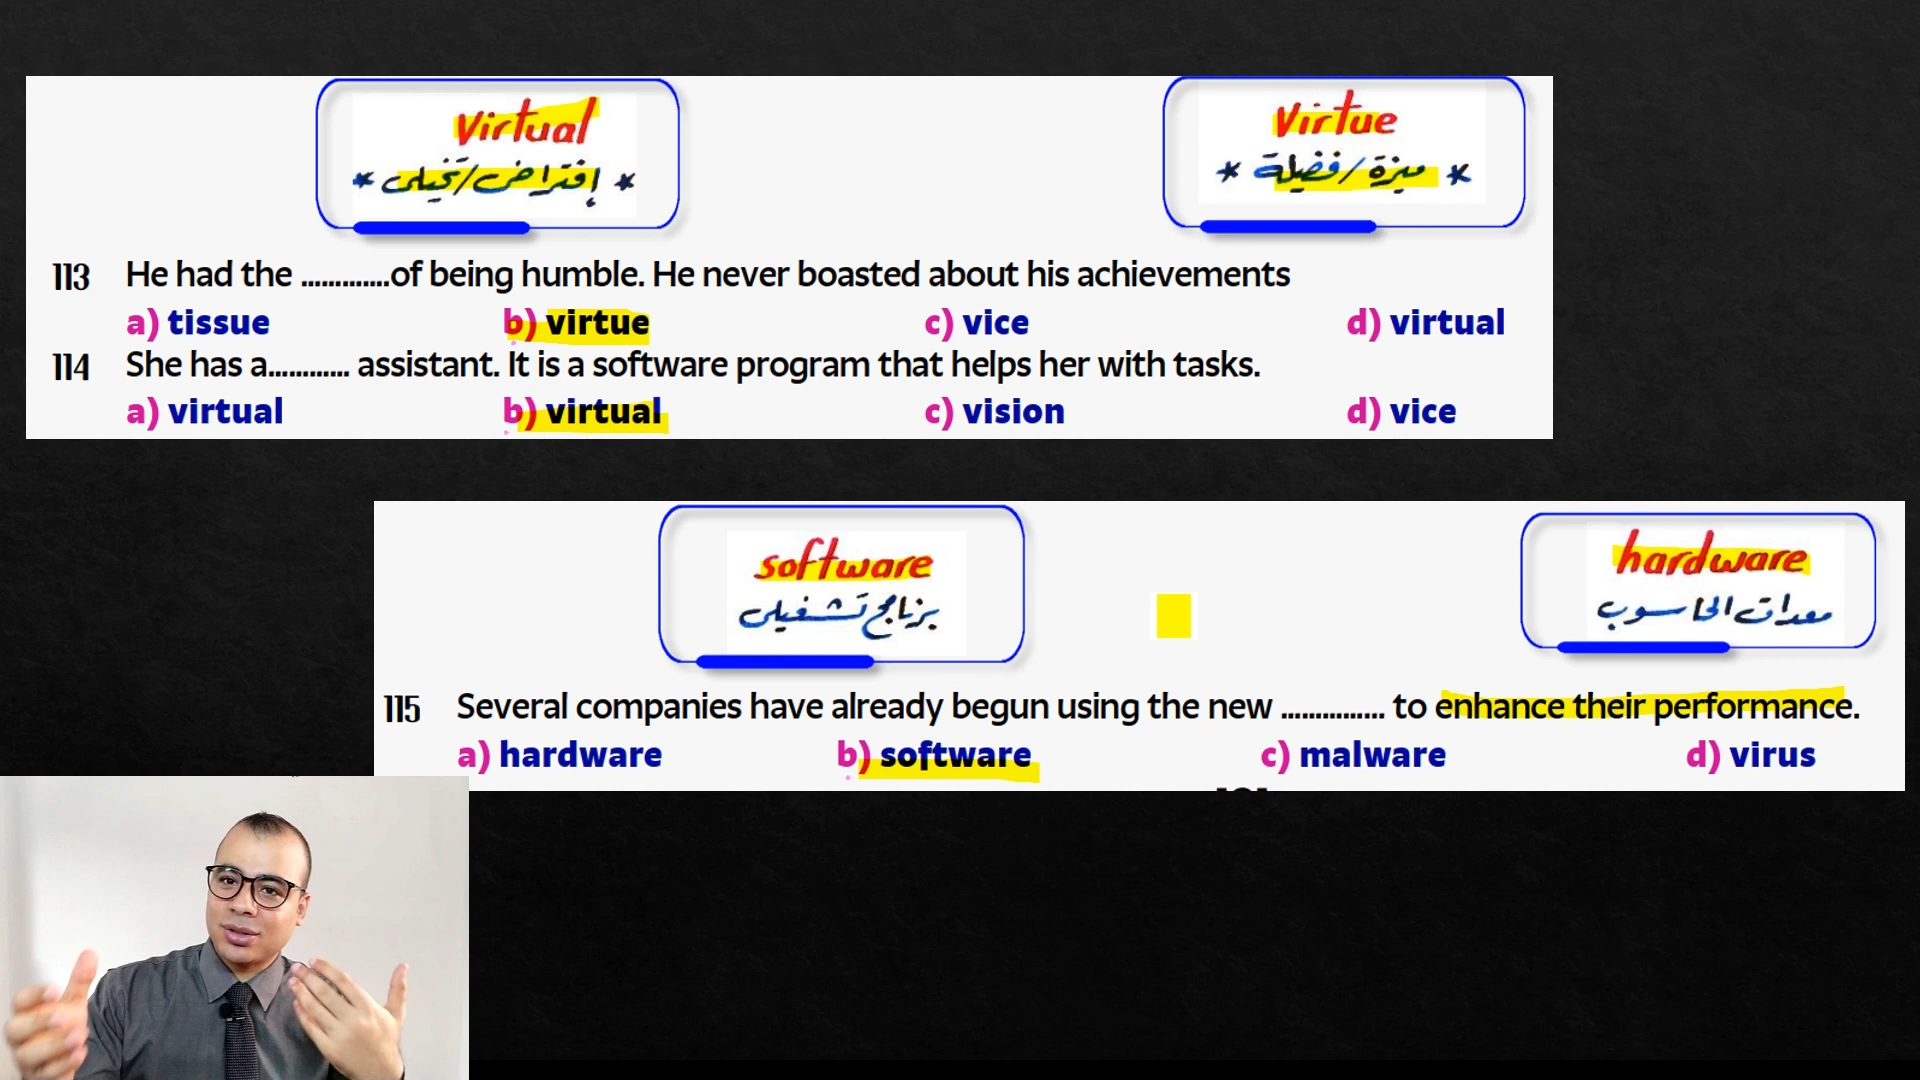 Virtual
* إفتراضى/تخيلى *
Virtue
* ميزة/فضيلة *
113 He had the .............of being humble. He never boasted about his achievements
a) tissue b) virtue c) vice d) virtual
114 She has a............ assistant. It is a software program that helps her with tasks.
a) virtual b) virtual c) vision d) vice
software
برنامج تشغيلى
hardware
معدات الحاسوب
115 Several companies have already begun using the new ............... to enhance their performance.
a) hardware b) software c) malware d) virus